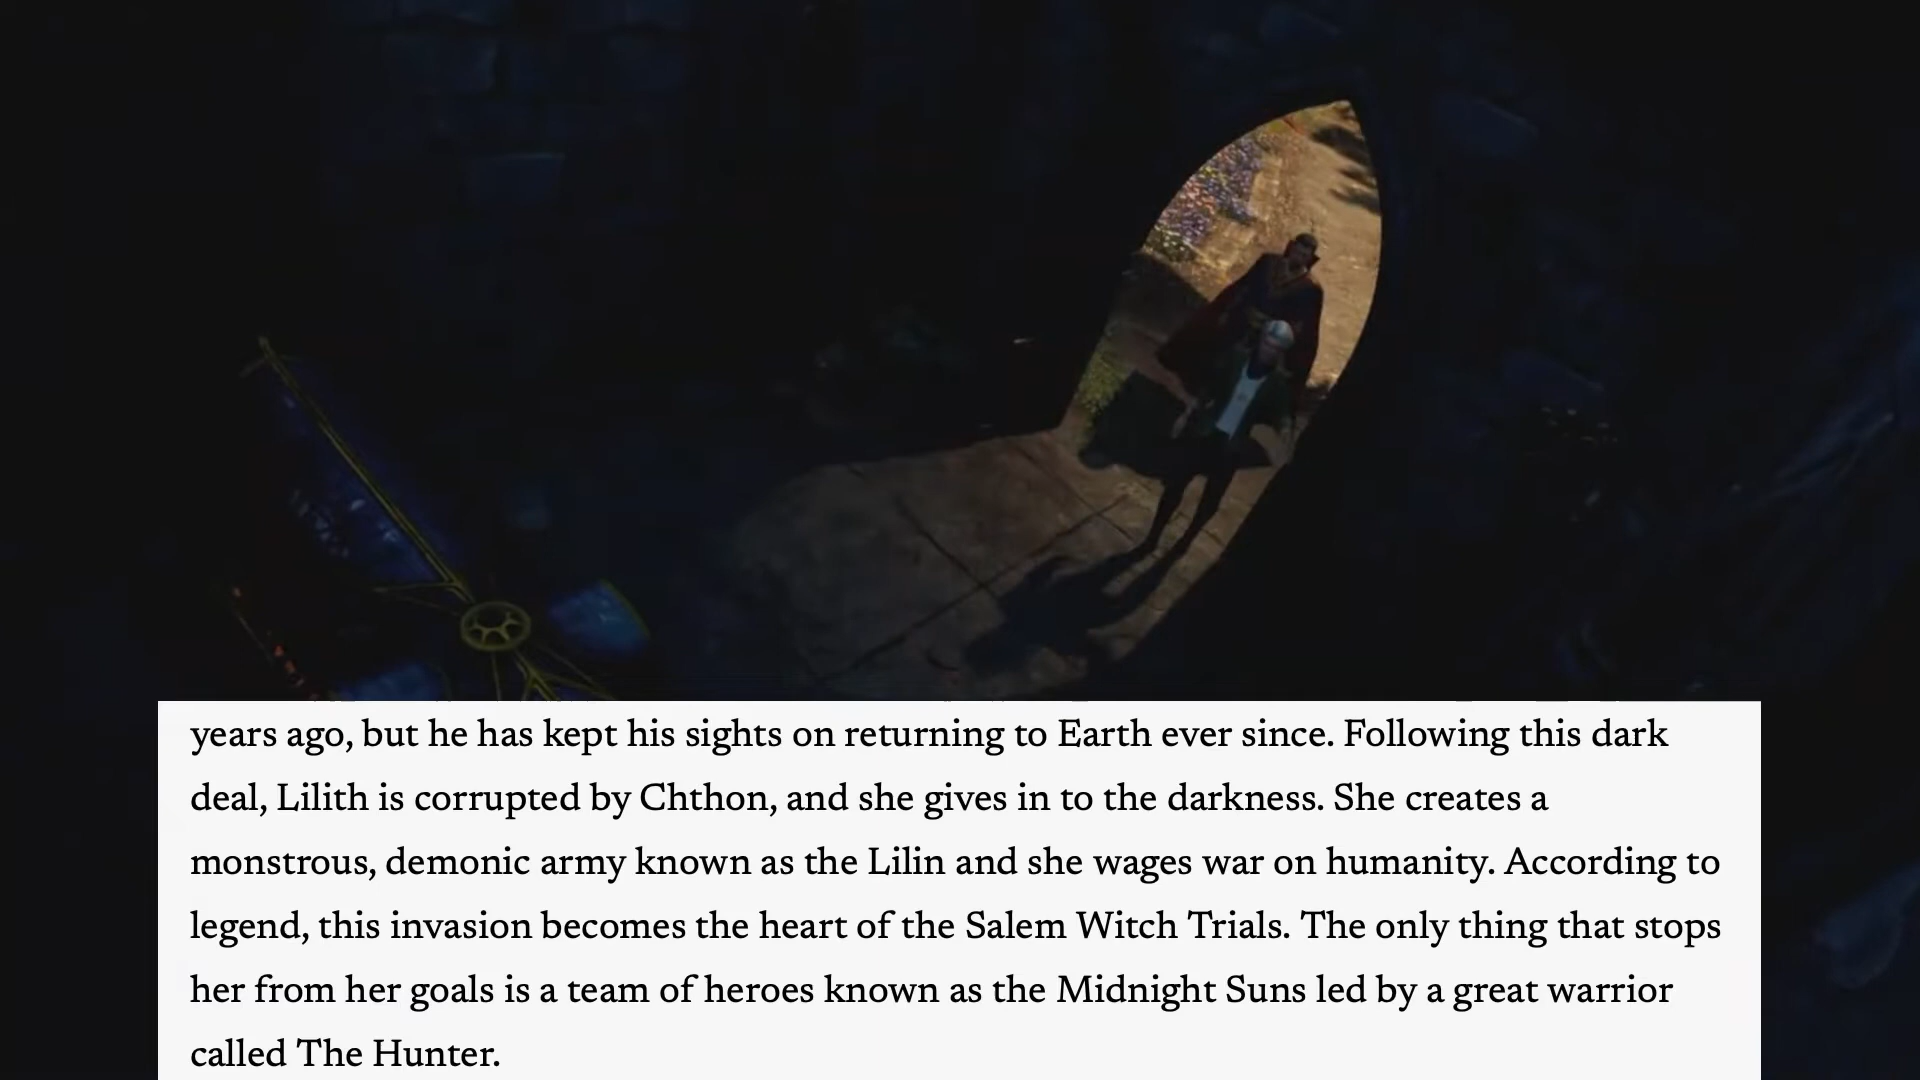 years ago, but he has kept his sights on returning to Earth ever since. Following this dark
deal, Lilith is corrupted by Chthon, and she gives in to the darkness. She creates a
monstrous, demonic army known as the Lilin and she wages war on humanity. According to
legend, this invasion becomes the heart of the Salem Witch Trials. The only thing that stops
her from her goals is a team of heroes known as the Midnight Suns led by a great warrior
called The Hunter.